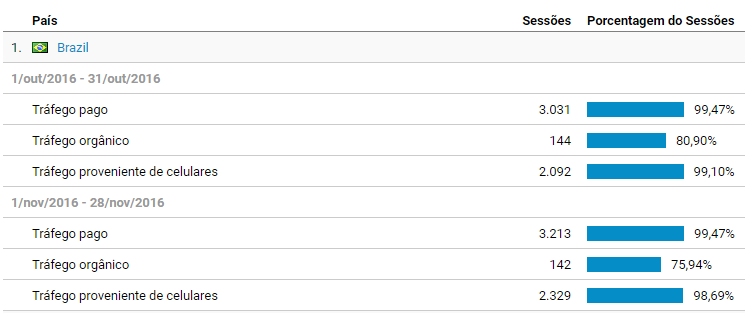 País Sessões Porcentagem do Sessões
1. Brazil
1/out/2016 - 31/out/2016
Tráfego pago 3.031 99,47%
Tráfego orgânico 144 80,90%
Tráfego proveniente de celulares 2.092 99,10%
1/nov/2016 - 28/nov/2016
Tráfego pago 3.213 99,47%
Tráfego orgânico 142 75,94%
Tráfego proveniente de celulares 2.329 98,69%